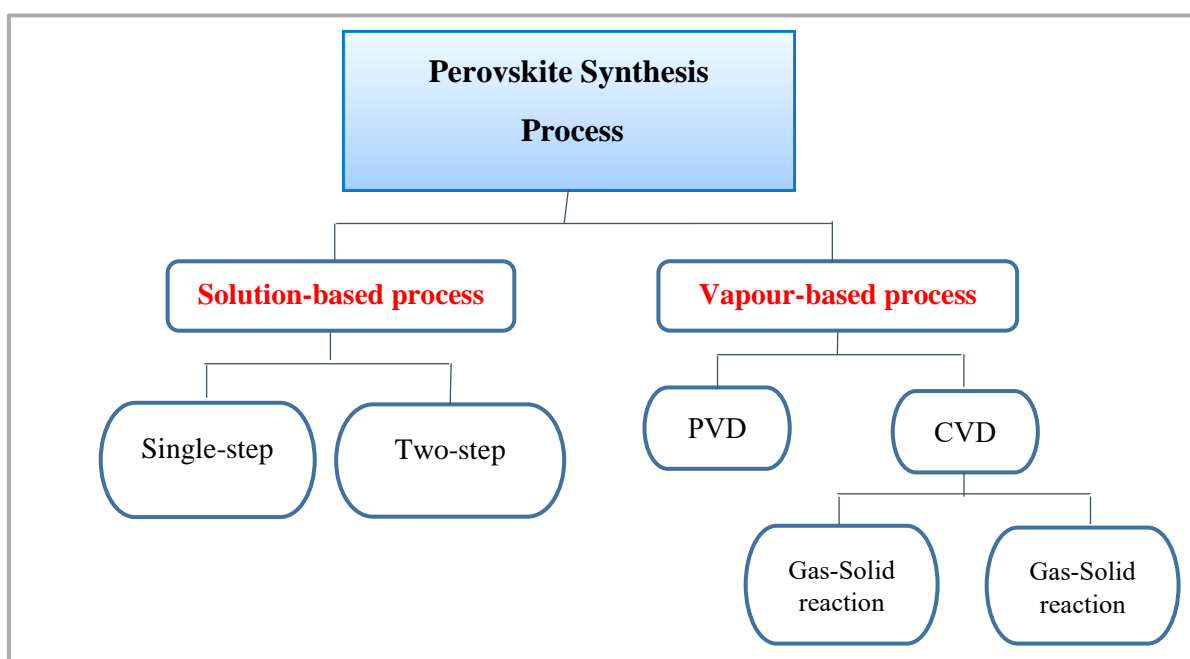 Perovskite Synthesis
Process
Solution-based process
Vapour-based process
Single-step
Two-step
PVD
CVD
Gas-Solid
reaction
Gas-Solid
reaction